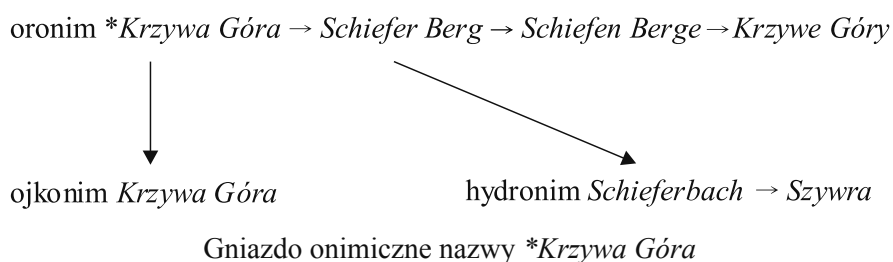 oronim *Krzywa Góra → Schiefer Berg → Schiefen Berge → Krzywe Góry
ojkonim Krzywa Góra hydronim Schieferbach → Szywra
Gniazdo onimiczne nazwy *Krzywa Góra